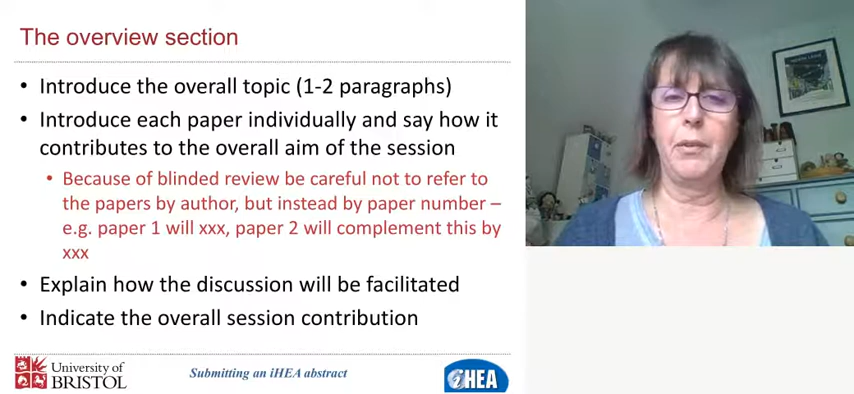 The overview section
• Introduce the overall topic (1-2 paragraphs)
• Introduce each paper individually and say how it
contributes to the overall aim of the session
• Because of blinded review be careful not to refer to
the papers by author, but instead by paper number –
e.g. paper 1 will xxx, paper 2 will complement this by
xxx
• Explain how the discussion will be facilitated
• Indicate the overall session contribution
University of
BRISTOL
Submitting an iHEA abstract
iHEA